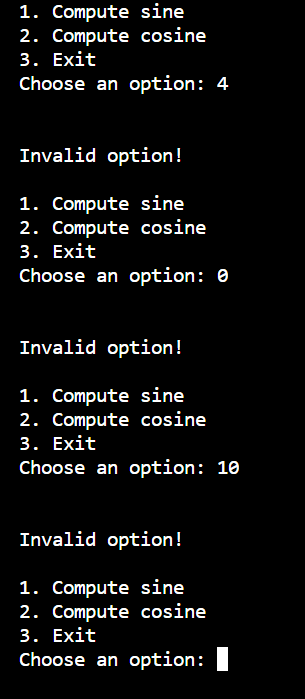 1. Compute sine
2. Compute cosine
3. Exit
Choose an option: 4
Invalid option!
1. Compute sine
2. Compute cosine
3. Exit
Choose an option: 0
Invalid option!
1. Compute sine
2. Compute cosine
3. Exit
Choose an option: 10
Invalid option!
1. Compute sine
2. Compute cosine
3. Exit
Choose an option: